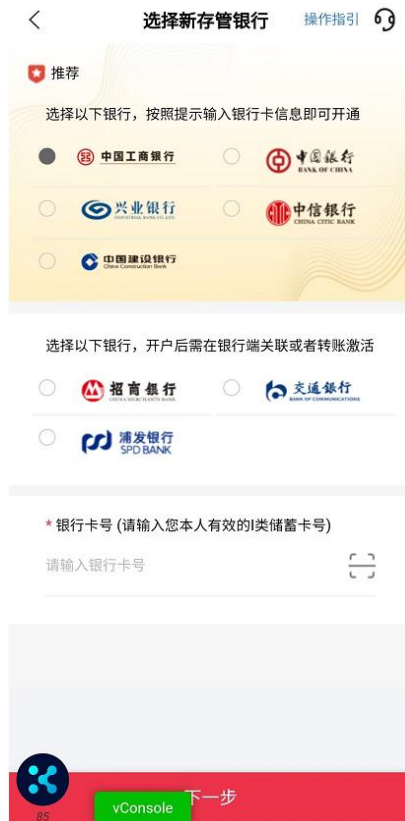 选择新存管银行 操作指引
推荐
选择以下银行，按照提示输入银行卡信息即可开通
中国工商银行 中国银行
BANK OF CHINA
兴业银行 中信银行
INDUSTRIAL BANK CO.,LTD. CHINA CITIC BANK
中国建设银行
China Construction Bank
选择以下银行，开户后需在银行端关联或者转账激活
招商银行 交通银行
CHINA MERCHANTS BANK BANK OF COMMUNICATIONS
浦发银行
SPD BANK
* 银行卡号 (请输入您本人有效的I类储蓄卡号)
请输入银行卡号
下一步
vConsole
85